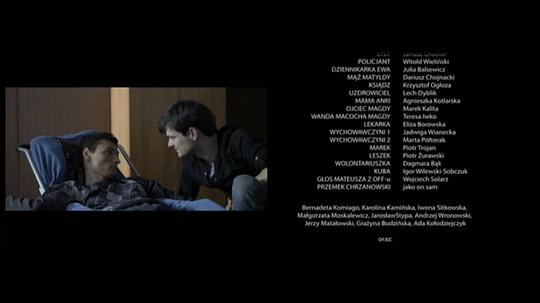 POLICJANT Witold Wieliński
DZIENNIKARKA EWA Julia Balsewicz
MĄŻ MATYLDY Dariusz Chojnacki
KSIĄDZ Krzysztof Ogłoza
UZDROWICIEL Lech Dyblik
MAMA ANKI Agnieszka Kotlarska
OJCIEC MAGDY Marek Kalita
WANDA MACOCHA MAGDY Teresa Iwko
LEKARKA Eliza Borowska
WYCHOWAWCZYNI 1 Jadwiga Wianecka
WYCHOWAWCZYNI 2 Marta Półtorak
MAREK Piotr Trojan
LESZEK Piotr Żurawski
WOLONTARIUSZKA Dagmara Bąk
KUBA Igor Wilewski-Sobczuk
GŁOS MATEUSZA Z OFF-u Wojciech Solarz
PRZEMEK CHRZANOWSKI jako on sam
Bernadeta Komiago, Karolina Kamińska, Iwona Sitkowska,
Małgorzata Moskalewicz, JarosławStypa, Andrzej Wronowski,
Jerzy Matałowski, Grażyna Budzińska, Ada Kołodziejczyk
oraz: